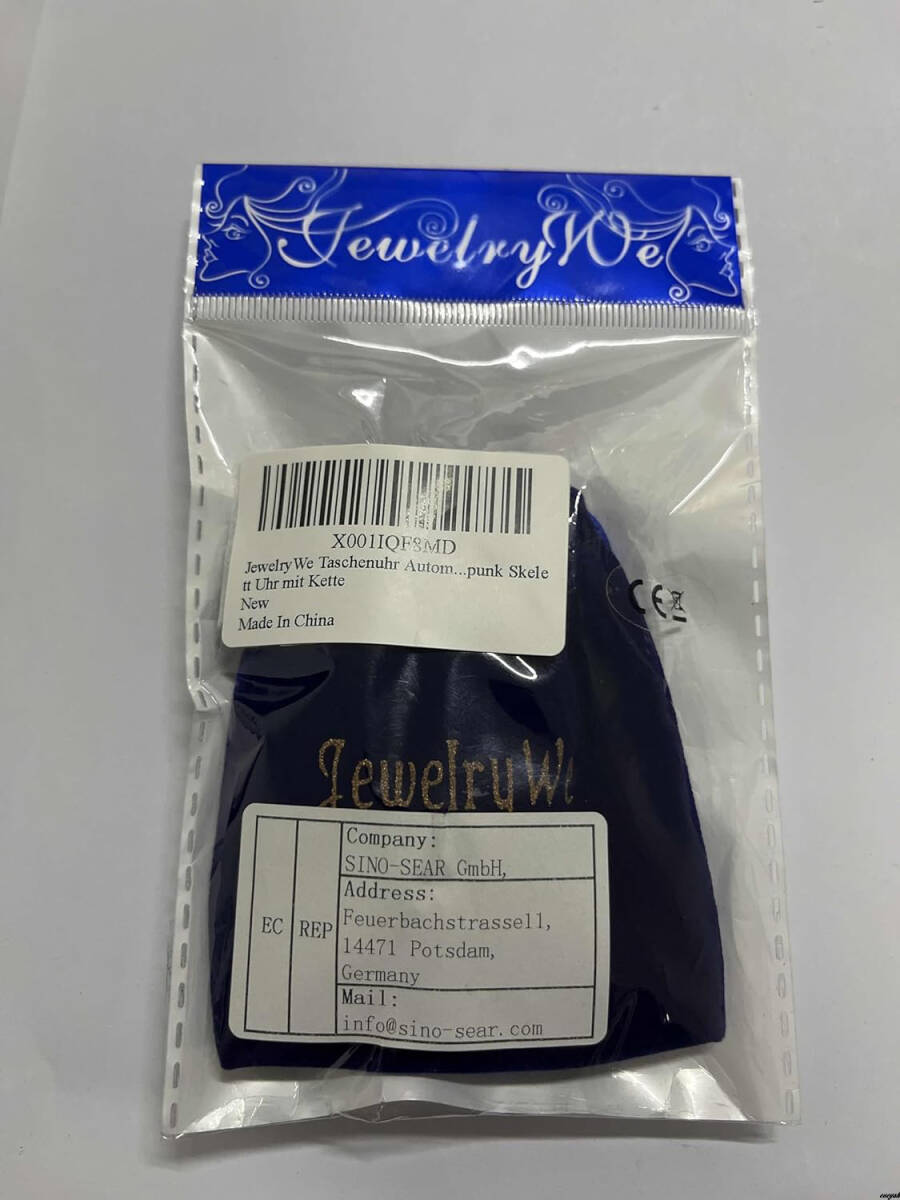 JewelryWe
X001IQF8MD
JewelryWe Taschenuhr Autom...punk Skele
tt Uhr mit Kette
New
Made In China
CE
JewelryWe
EC
REP
Company:
SINO-SEAR GmbH,
Address:
Feuerbachstrasse11,
14471 Potsdam,
Germany
Mail:
info@sino-sear.com